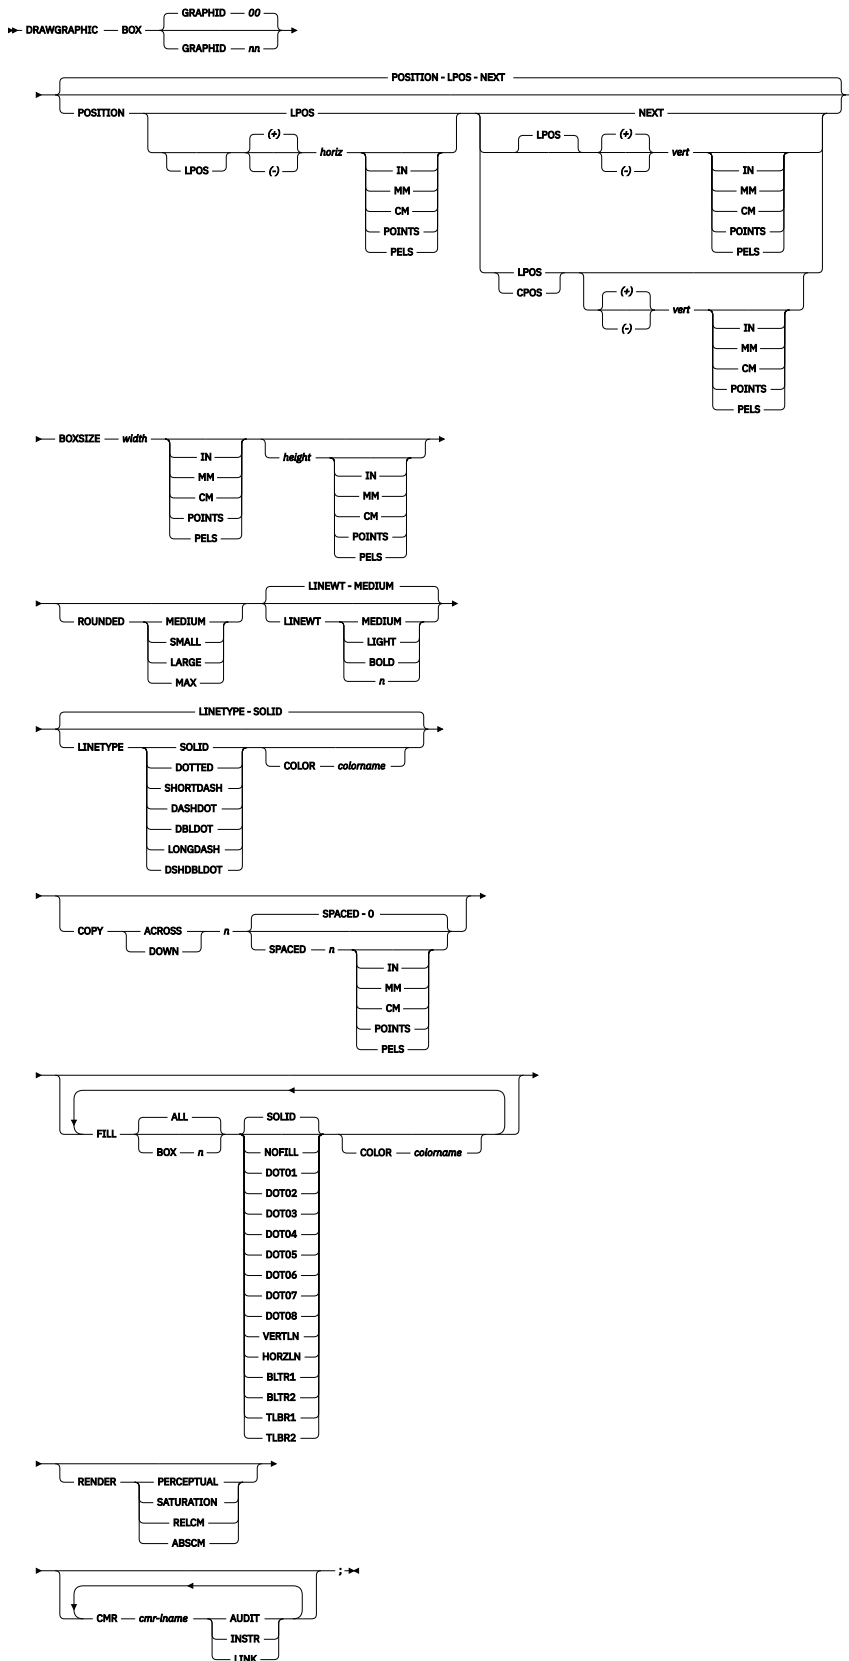 GRAPHID 00
DRAWGRAPHIC BOX
GRAPHID nn
POSITION - LPOS - NEXT
POSITION LPOS NEXT
(+) LPOS (+)
horiz vert
LPOS (-) IN (-) IN
MM MM
CM CM
POINTS POINTS
PELS PELS
LPOS
CPOS (+)
vert
(-) IN
MM
CM
POINTS
PELS
BOXSIZE width
IN height
MM IN
CM MM
POINTS CM
PELS POINTS
PELS
LINEWT - MEDIUM
ROUNDED MEDIUM LINEWT MEDIUM
SMALL LIGHT
LARGE BOLD
MAX n
LINETYPE - SOLID
LINETYPE SOLID
DOTTED COLOR colorname
SHORTDASH
DASHDOT
DBLDOT
LONGDASH
DSHDBLDOT
SPACED - 0
COPY ACROSS n
DOWN SPACED n
IN
MM
CM
POINTS
PELS
ALL SOLID
FILL
BOX n NOFILL COLOR colorname
DOT01
DOT02
DOT03
DOT04
DOT05
DOT06
DOT07
DOT08
VERTLN
HORZLN
BLTR1
BLTR2
TLBR1
TLBR2
RENDER PERCEPTUAL
SATURATION
RELCM
ABSCM
;
CMR cmr-lname AUDIT
INSTR
LINK